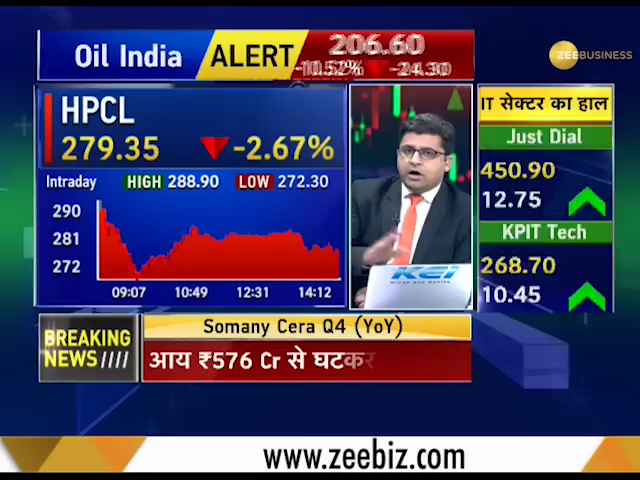 Oil India ALERT 206.60
-10.52% -24.30
ZEEBUSINESS
HPCL
279.35 -2.67%
Intraday HIGH 288.90 LOW 272.30
290
281
272
09:07 10:49 12:31 14:12
KEI
IT सेक्टर का हाल
Just Dial
450.90
12.75
KPIT Tech
268.70
10.45
BREAKING
NEWS ////
Somany Cera Q4 (YoY)
आय ₹576 Cr से घटकर
www.zeebiz.com